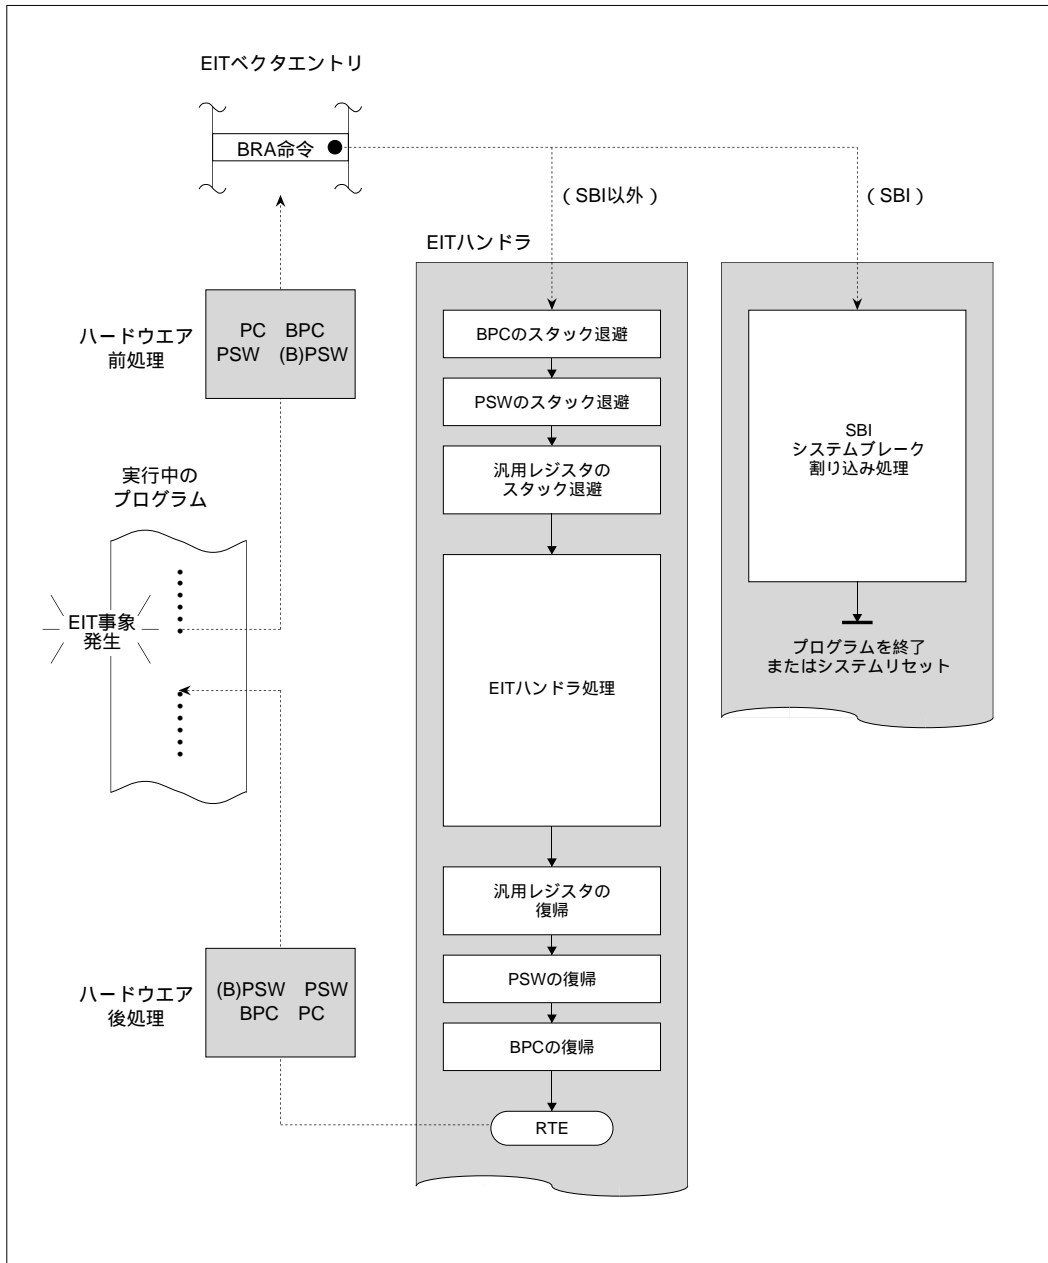 EITベクタエントリ
BRA命令
（SBI以外）
（SBI）
EITハンドラ
ハードウエア
前処理
PC BPC
PSW (B)PSW
実行中の
プログラム
EIT事象
発生
BPCのスタック退避
PSWのスタック退避
汎用レジスタの
スタック退避
EITハンドラ処理
汎用レジスタの
復帰
PSWの復帰
BPCの復帰
RTE
SBI
システムブレーク
割り込み処理
プログラムを終了
またはシステムリセット
ハードウエア
後処理
(B)PSW PSW
BPC PC